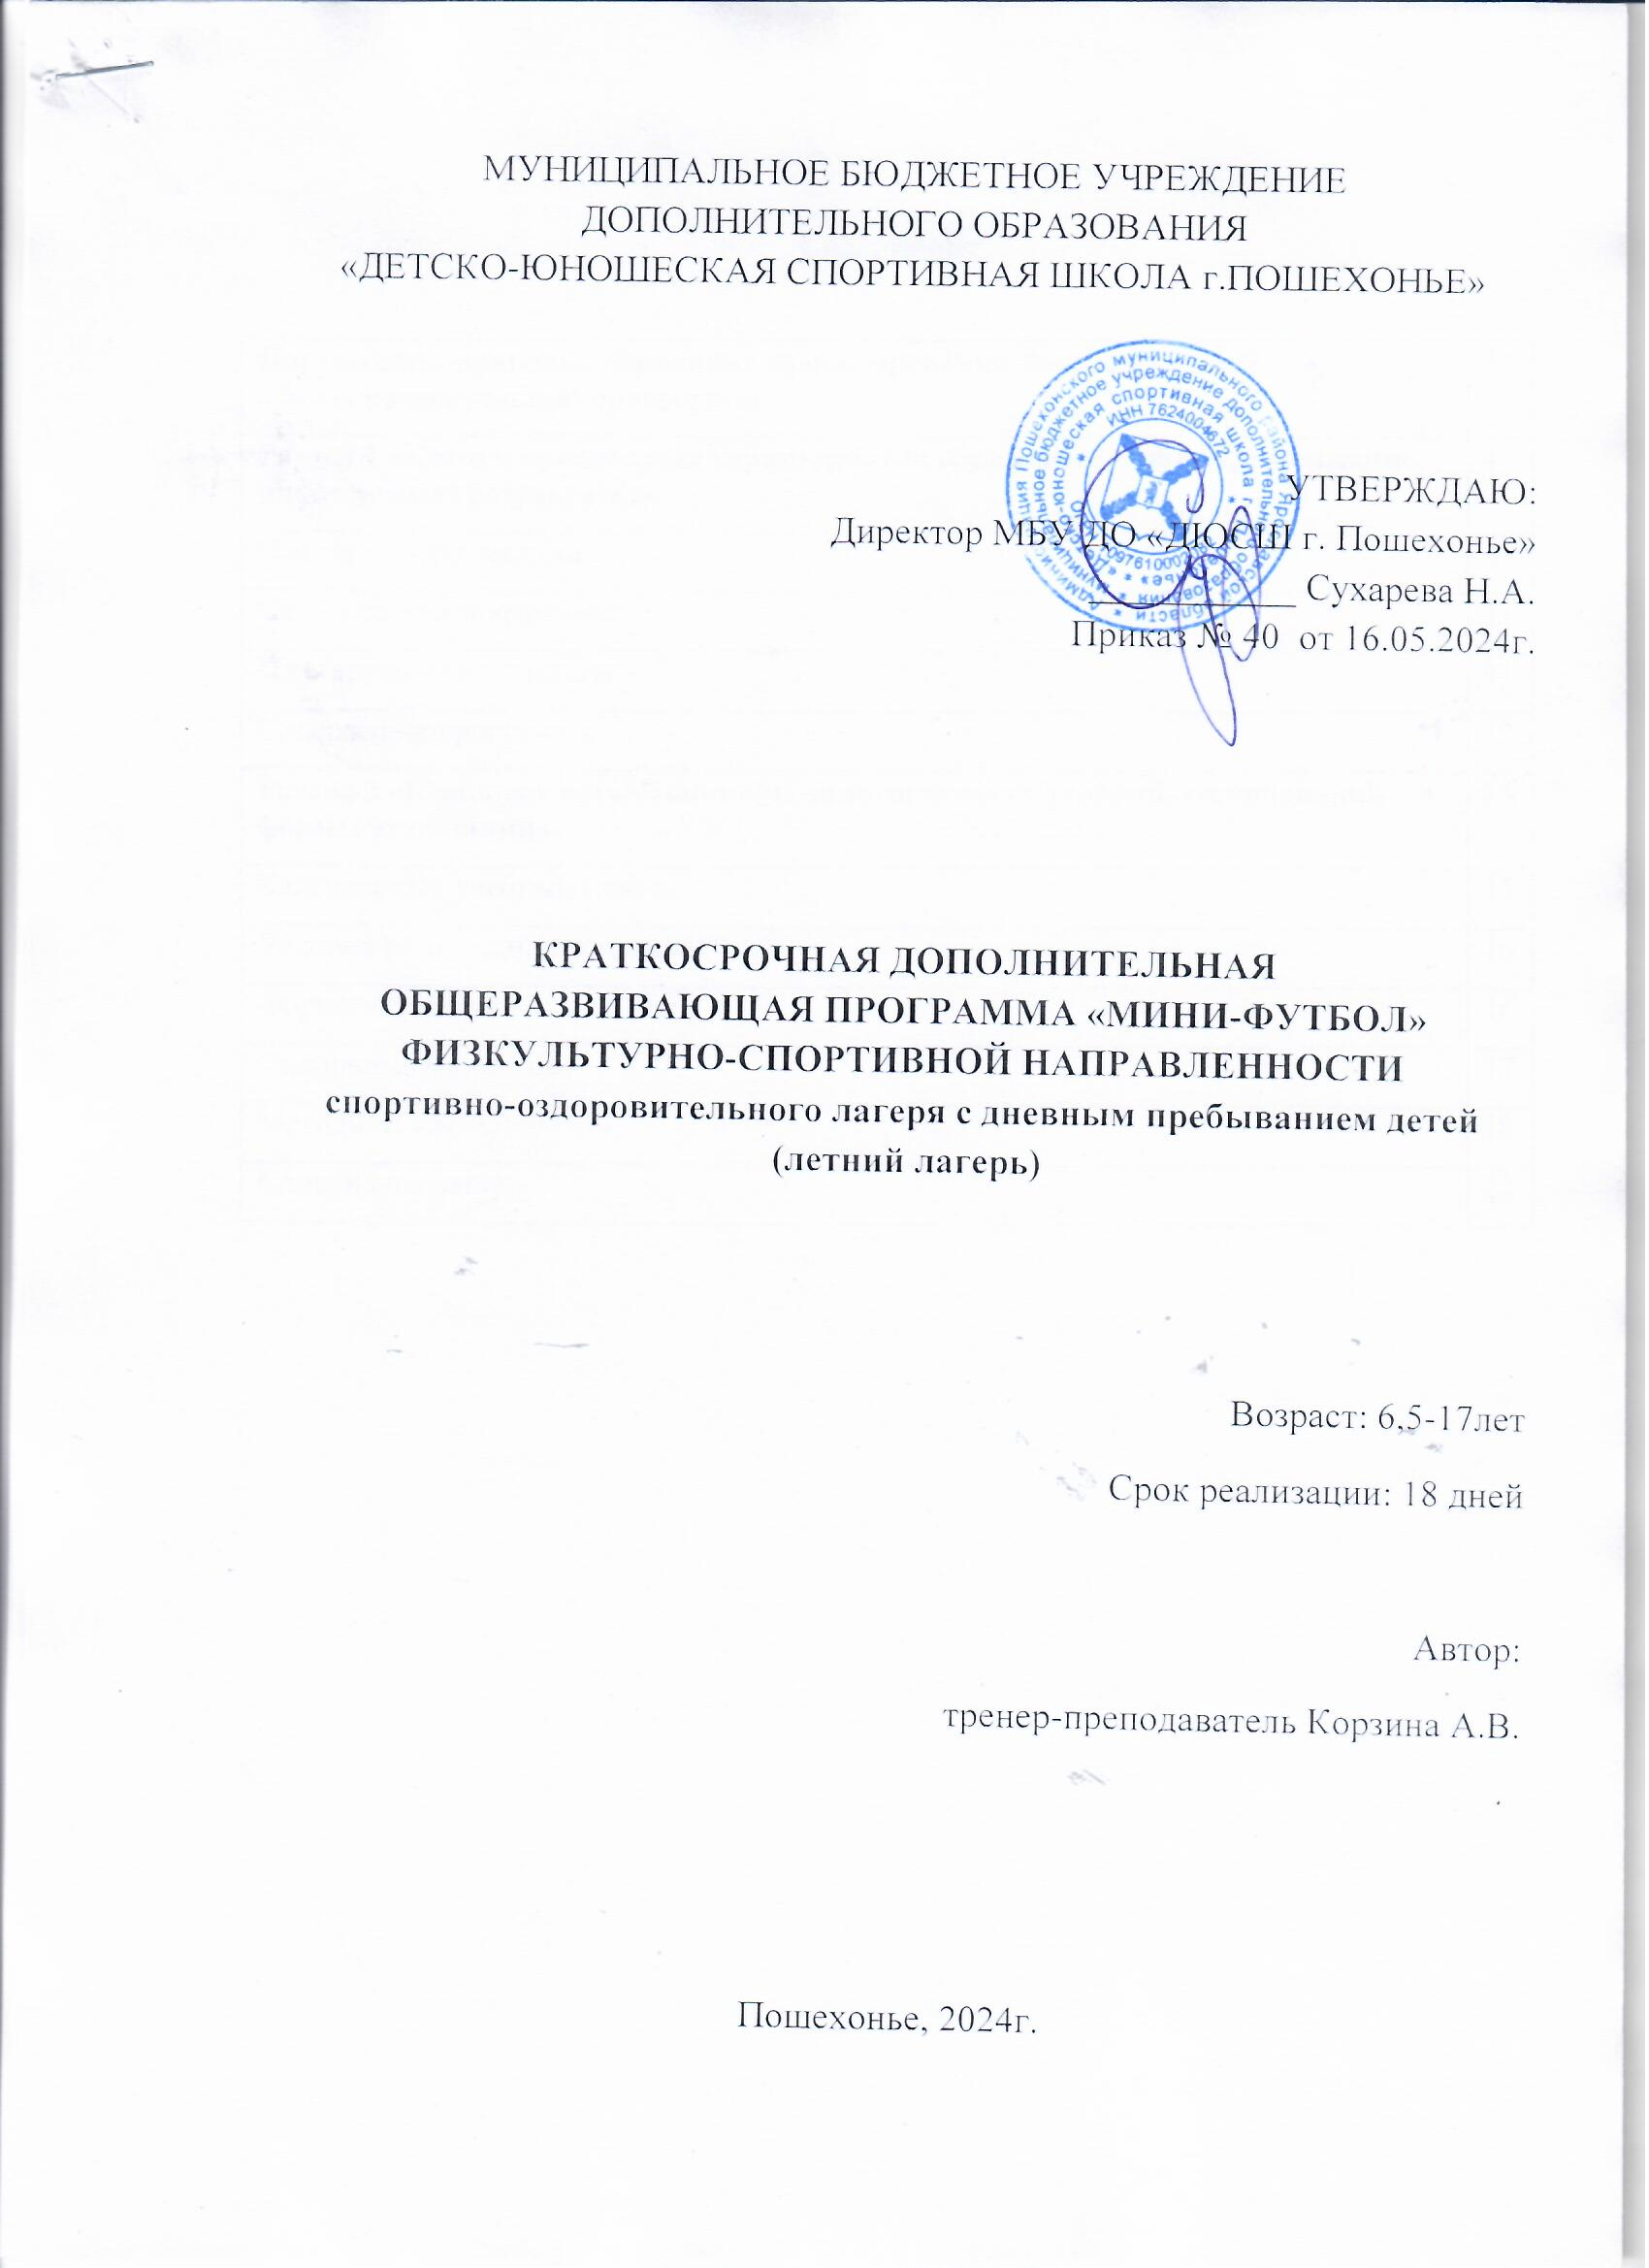 МУНИЦИПАЛЬНОЕ БЮДЖЕТНОЕ УЧРЕЖДЕНИЕ
ДОПОЛНИТЕЛЬНОГО ОБРАЗОВАНИЯ
«ДЕТСКО-ЮНОШЕСКАЯ СПОРТИВНАЯ ШКОЛА г.ПОШЕХОНЬЕ»
ИНН 7624004672
УТВЕРЖДАЮ:
Директор МБУ ДО «ДЮСШ г. Пошехонье»
Сухарева Н.А.
Приказ № 40 от 16.05.2024г.
КРАТКОСРОЧНАЯ ДОПОЛНИТЕЛЬНАЯ
ОБЩЕРАЗВИВАЮЩАЯ ПРОГРАММА «МИНИ-ФУТБОЛ»
ФИЗКУЛЬТУРНО-СПОРТИВНОЙ НАПРАВЛЕННОСТИ
спортивно-оздоровительного лагеря с дневным пребыванием детей
(летний лагерь)
Возраст: 6,5-17лет
Срок реализации: 18 дней
Автор:
тренер-преподаватель Корзина А.В.
Пошехонье, 2024г.